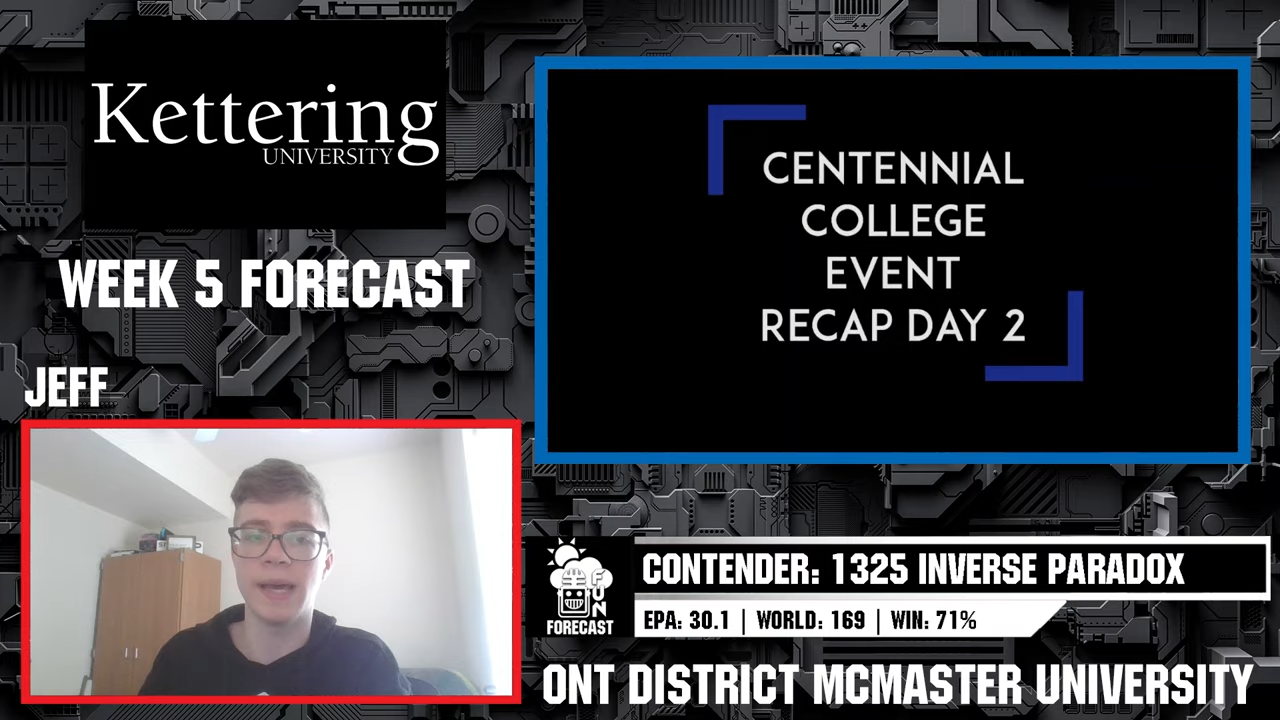 Kettering
UNIVERSITY
WEEK 5 FORECAST
JEFF
CENTENNIAL
COLLEGE
EVENT
RECAP DAY 2
FUN
FORECAST
CONTENDER: 1325 INVERSE PARADOX
EPA: 30.1 | WORLD: 169 | WIN: 71%
ONT DISTRICT MCMASTER UNIVERSITY